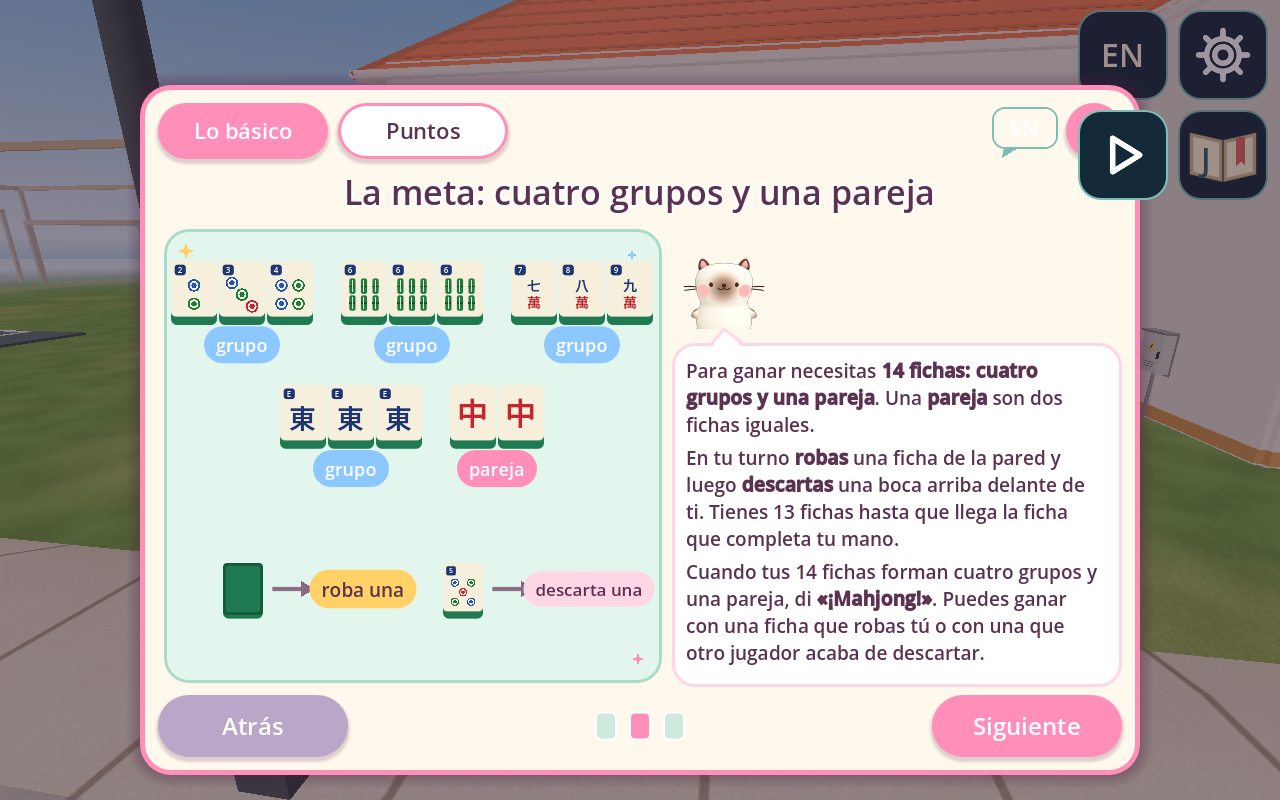 EN
Lo básico
Puntos
EN
La meta: cuatro grupos y una pareja
2 3 4
6 6 6
7 8 9
七 八 九
萬 萬 萬
grupo
grupo
grupo
E E E
東 東 東
中 中
grupo
pareja
roba una
5
descarta una
Para ganar necesitas 14 fichas: cuatro
grupos y una pareja. Una pareja son dos
fichas iguales.
En tu turno robas una ficha de la pared y
luego descartas una boca arriba delante de
ti. Tienes 13 fichas hasta que llega la ficha
que completa tu mano.
Cuando tus 14 fichas forman cuatro grupos y
una pareja, di «¡Mahjong!». Puedes ganar
con una ficha que robas tú o con una que
otro jugador acaba de descartar.
Atrás
Siguiente